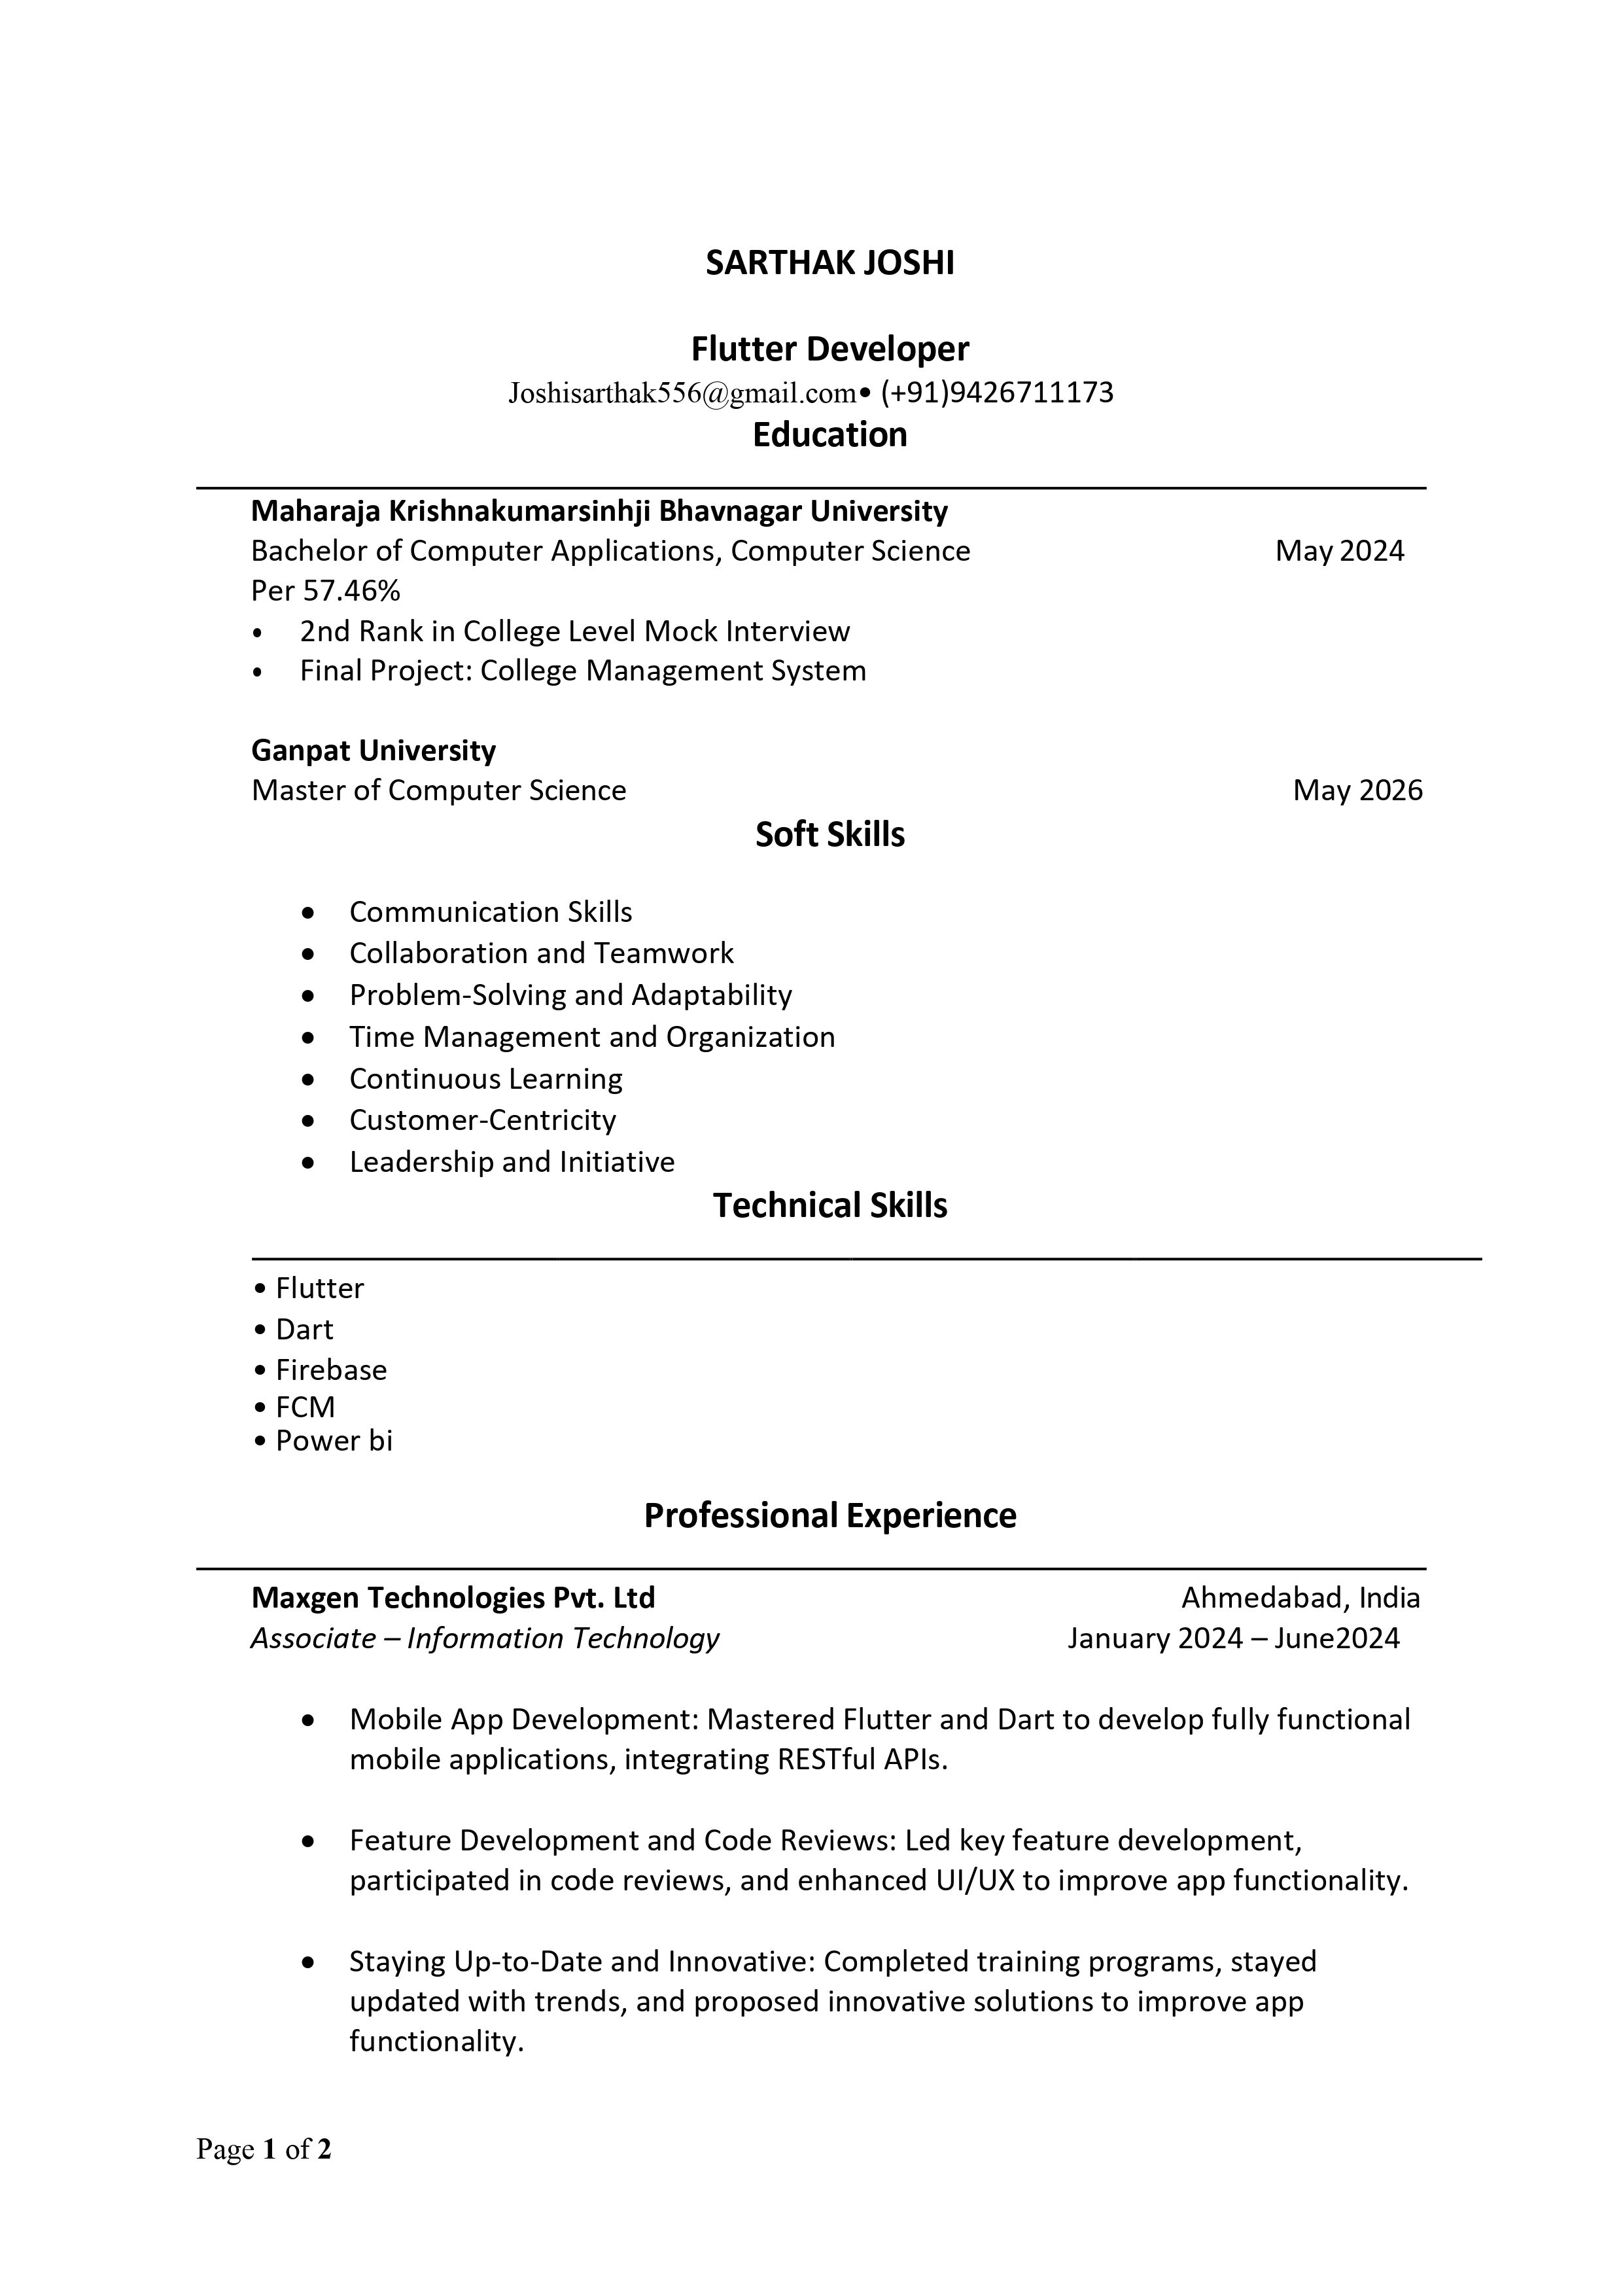 SARTHAK JOSHI
Flutter Developer
Joshisarthak556@gmail.com• (+91)9426711173
Education
Maharaja Krishnakumarsinhji Bhavnagar University
Bachelor of Computer Applications, Computer Science May 2024
Per 57.46%
• 2nd Rank in College Level Mock Interview
• Final Project: College Management System
Ganpat University
Master of Computer Science May 2026
Soft Skills
• Communication Skills
• Collaboration and Teamwork
• Problem-Solving and Adaptability
• Time Management and Organization
• Continuous Learning
• Customer-Centricity
• Leadership and Initiative
Technical Skills
• Flutter
• Dart
• Firebase
• FCM
• Power bi
Professional Experience
Maxgen Technologies Pvt. Ltd Ahmedabad, India
Associate – Information Technology January 2024 – June2024
• Mobile App Development: Mastered Flutter and Dart to develop fully functional
mobile applications, integrating RESTful APIs.
• Feature Development and Code Reviews: Led key feature development,
participated in code reviews, and enhanced UI/UX to improve app functionality.
• Staying Up-to-Date and Innovative: Completed training programs, stayed
updated with trends, and proposed innovative solutions to improve app
functionality.
Page 1 of 2